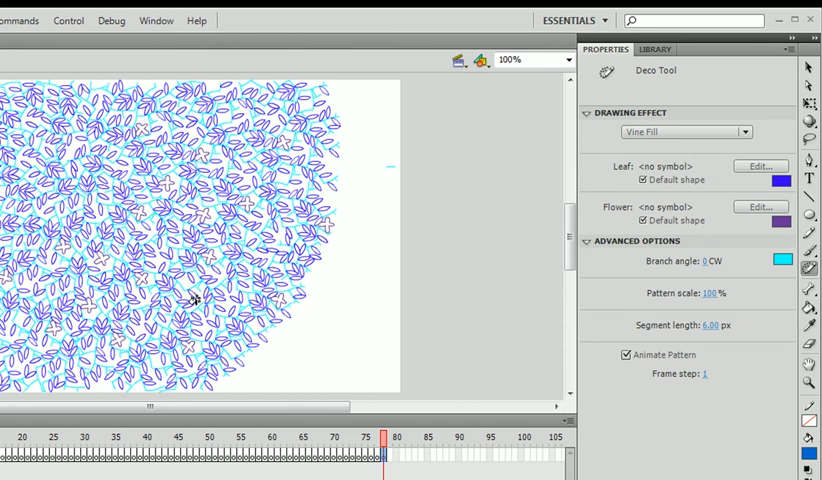 ommands Control Debug Window Help ESSENTIALS
100%
PROPERTIES LIBRARY
Deco Tool
DRAWING EFFECT
Vine Fill
Leaf: <no symbol> Edit...
Default shape
Flower: <no symbol> Edit...
Default shape
ADVANCED OPTIONS
Branch angle: 0 CW
Pattern scale: 100 %
Segment length: 6.00 px
Animate Pattern
Frame step: 1
20 25 30 35 40 45 50 55 60 65 70 75 80 85 90 95 100 105